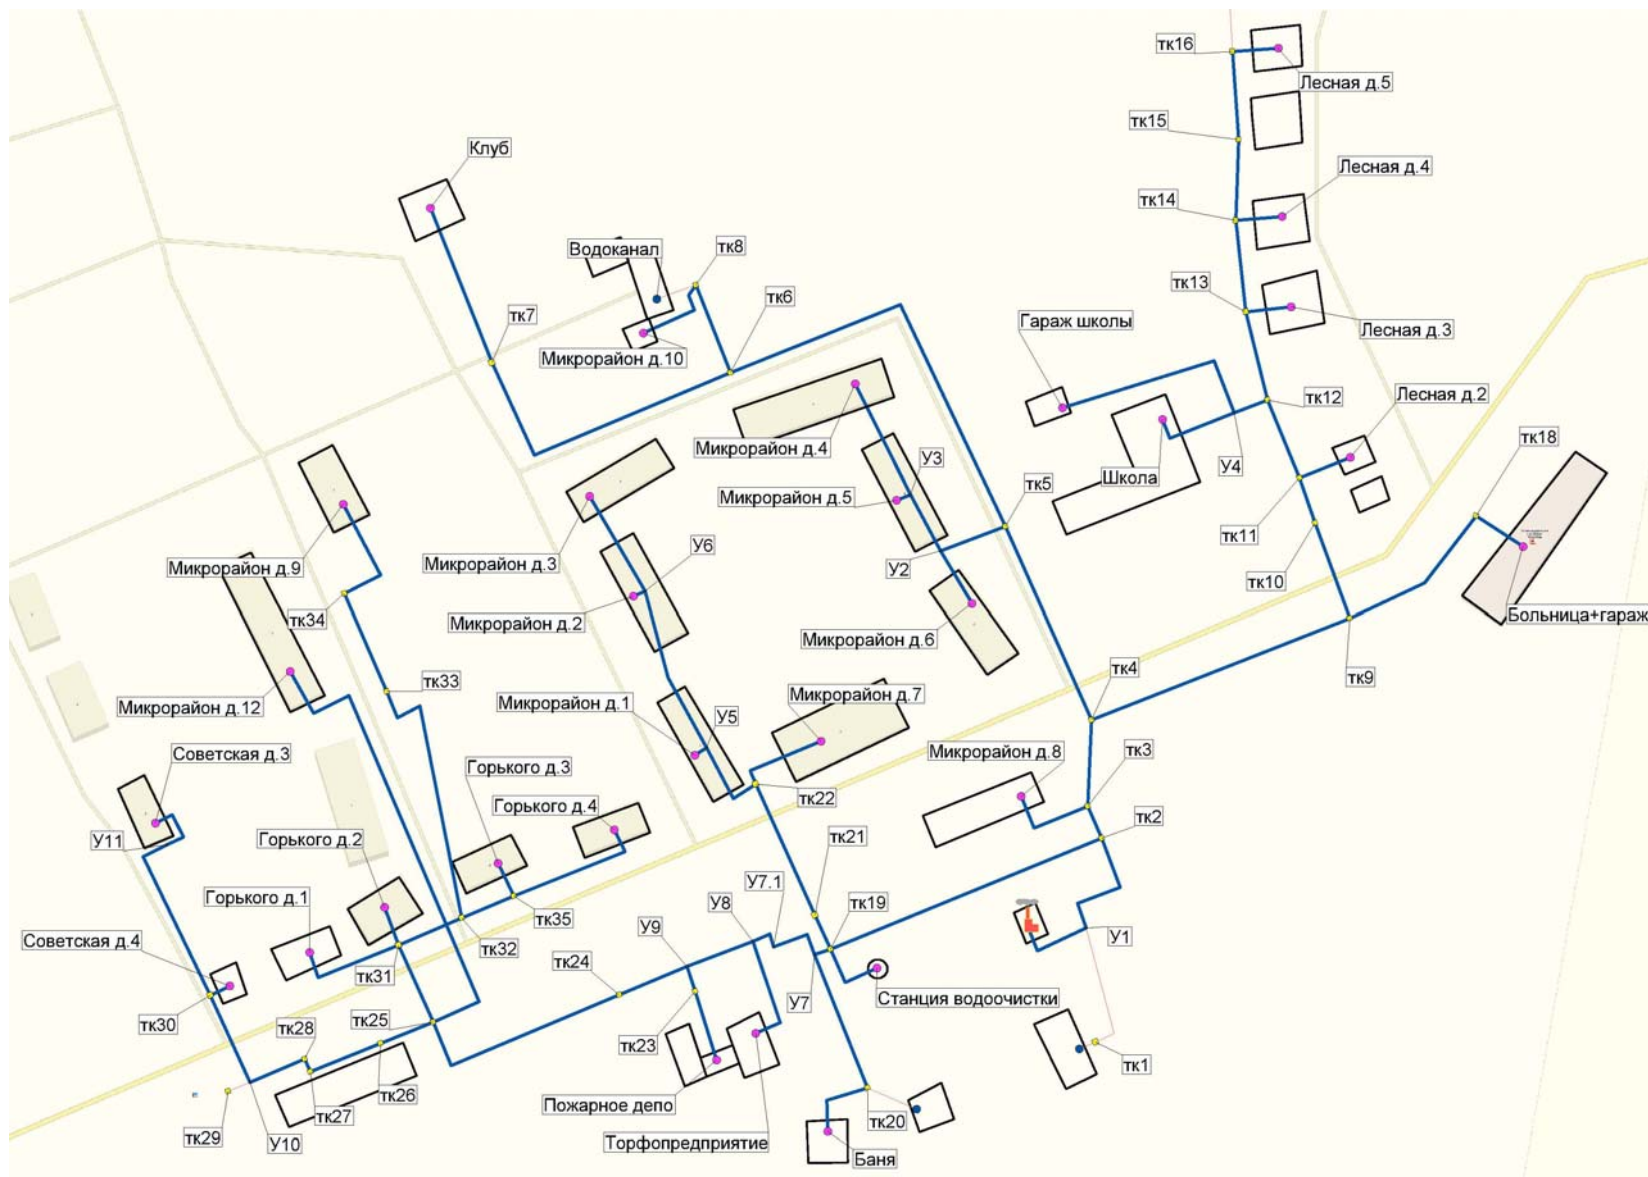 тк16
Лесная д.5
тк15
Клуб
Лесная д.4
тк14
Водоканал
тк8
тк13
тк6
тк7
Гараж школы
Лесная д.3
Микрорайон д.10
тк12
Лесная д.2
тк18
Микрорайон д.4
У3
У4
Школа
Микрорайон д.5
тк5
У6
тк11
Микрорайон д.3
Микрорайон д.9
У2
тк10
тк34
Микрорайон д.2
Микрорайон д.6
Больница+гараж
тк4
тк9
тк33
Микрорайон д.7
Микрорайон д.1
Микрорайон д.12
У5
Советская д.3
Микрорайон д.8
тк3
Горького д.3
тк22
Горького д.4
тк2
У11
Горького д.2
тк21
У7.1
Горького д.1
У8
тк19
тк35
тк32
У9
У1
Советская д.4
тк31
тк24
У7
Станция водоочистки
тк30
тк28
тк25
тк23
тк1
тк26
Пожарное депо
тк27
тк20
тк29
У10
Торфопредприятие
Баня